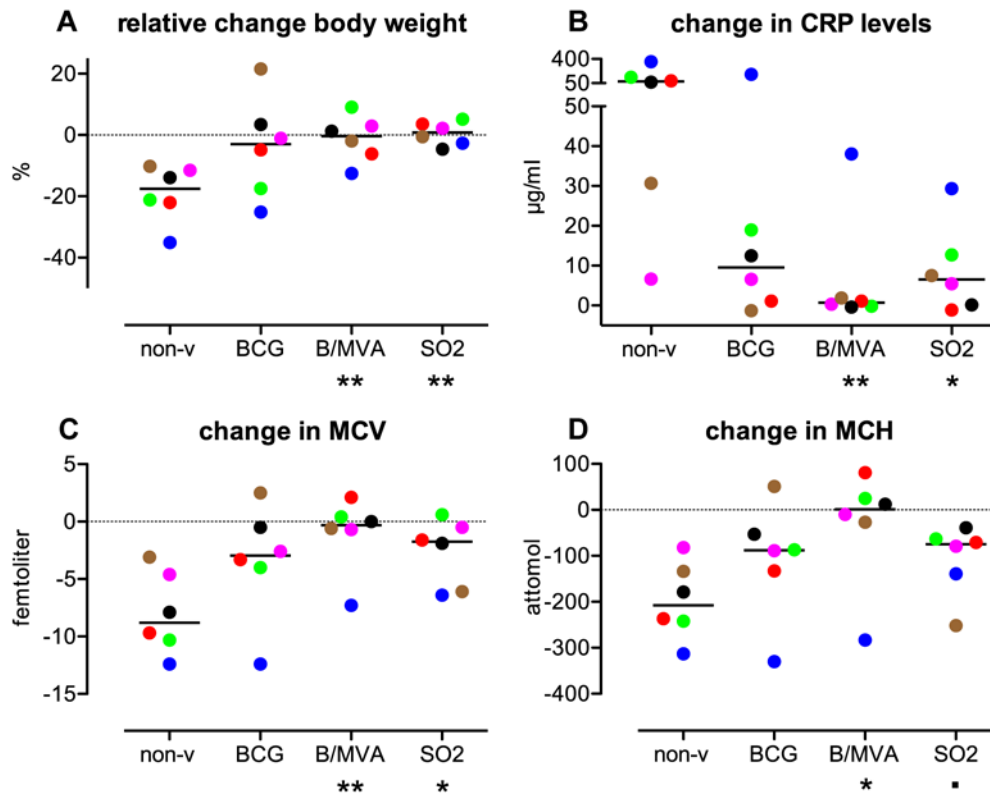 A relative change body weight
20
0
-20
-40
%
non-v BCG B/MVA SO2
** **
B change in CRP levels
400
50
50
40
30
20
10
0
µg/ml
non-v BCG B/MVA SO2
** *
C change in MCV
5
0
-5
-10
-15
femtoliter
non-v BCG B/MVA SO2
** *
D change in MCH
100
0
-100
-200
-300
-400
attomol
non-v BCG B/MVA SO2
* ▪